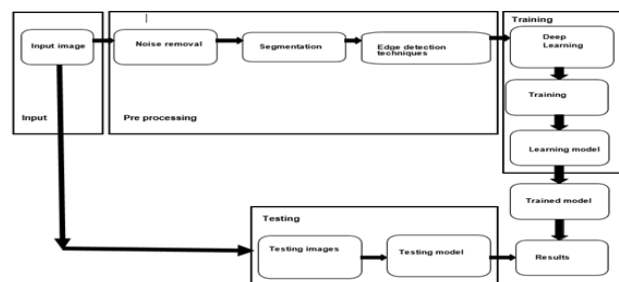 Training
Input image
Noise removal
Segmentation
Edge detection
techniques
Deep
Learning
Training
Input
Pre processing
Learning model
Trained model
Testing
Testing images
Testing model
Results